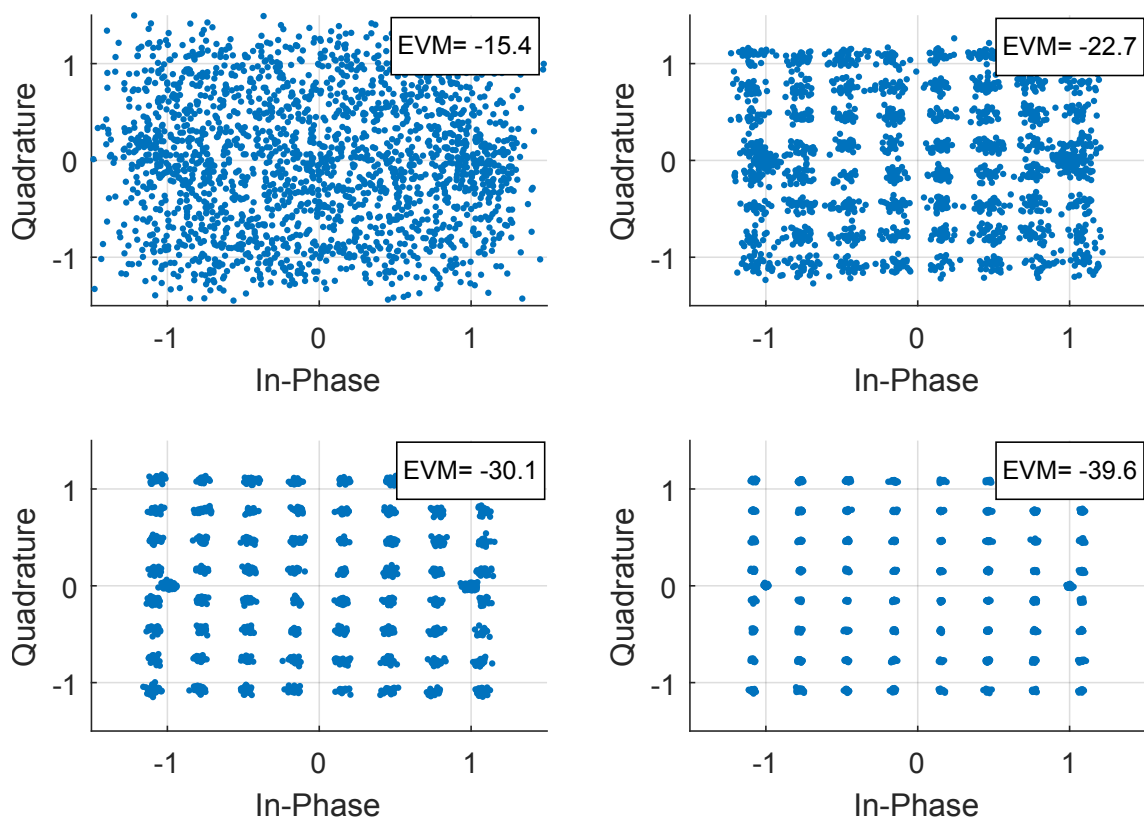 EVM= -15.4
1
0
-1
Quadrature
-1 0 1
In-Phase
EVM= -22.7
1
0
-1
Quadrature
-1 0 1
In-Phase
EVM= -30.1
1
0
-1
Quadrature
-1 0 1
In-Phase
EVM= -39.6
1
0
-1
Quadrature
-1 0 1
In-Phase